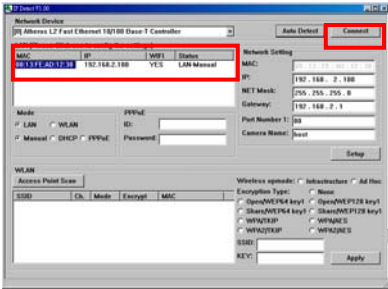 IP Detect V1.00
Network Device
[0] Atheros L2 Fast Ethernet 10/100 Base-T Controller
Auto Detect
Connect
MAC IP WIFI Status
00:13:FE:AD:12:30 192.168.2.100 YES LAN-Manual
Network Setting
MAC:
IP: 192.168. 2.100
NET Mask: 255.255.255. 0
Gateway: 192.168. 2. 1
Port Number 1: 80
Camera Name: host
Setup
Mode
LAN WLAN
Manual DHCP PPPoE
PPPoE
ID:
Password:
WLAN
Access Point Scan
SSID Ch. Mode Encrypt MAC
Wireless opmode: Infrastructure Ad Hoc
Encryption Type: None
Open/WEP64 key1 Open/WEP128 key1
Share/WEP64 key1 Share/WEP128 key1
WPA/TKIP WPA/AES
WPA2/TKIP WPA2/AES
SSID:
KEY:
Apply